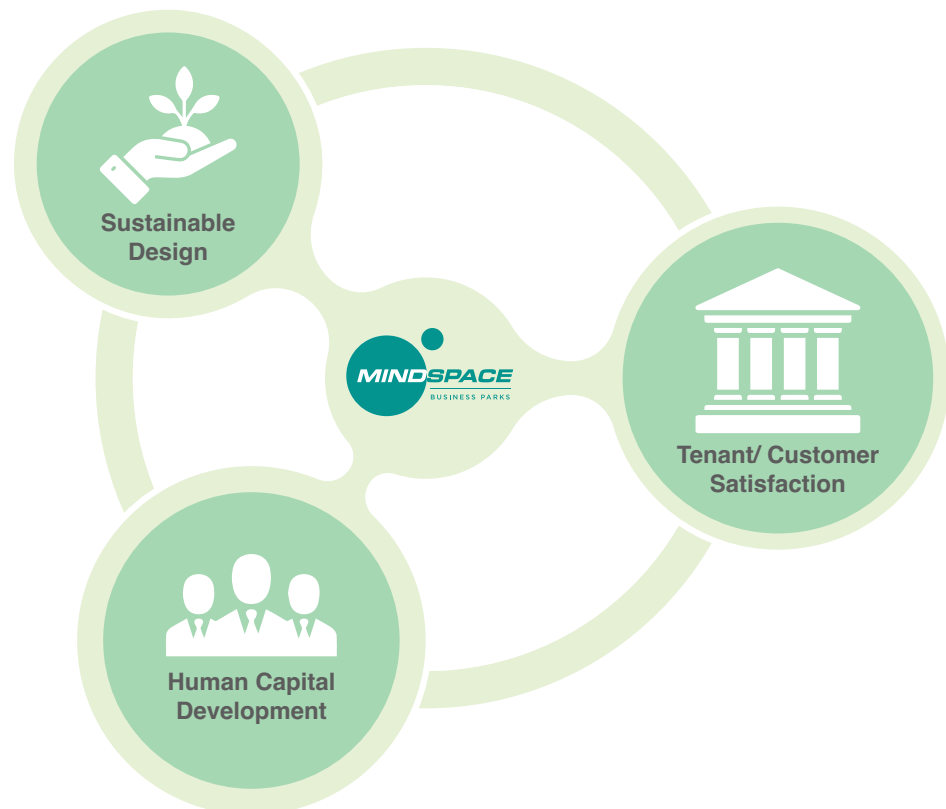 Sustainable
Design
MINDSPACE
BUSINESS PARKS
Tenant/ Customer
Satisfaction
Human Capital
Development